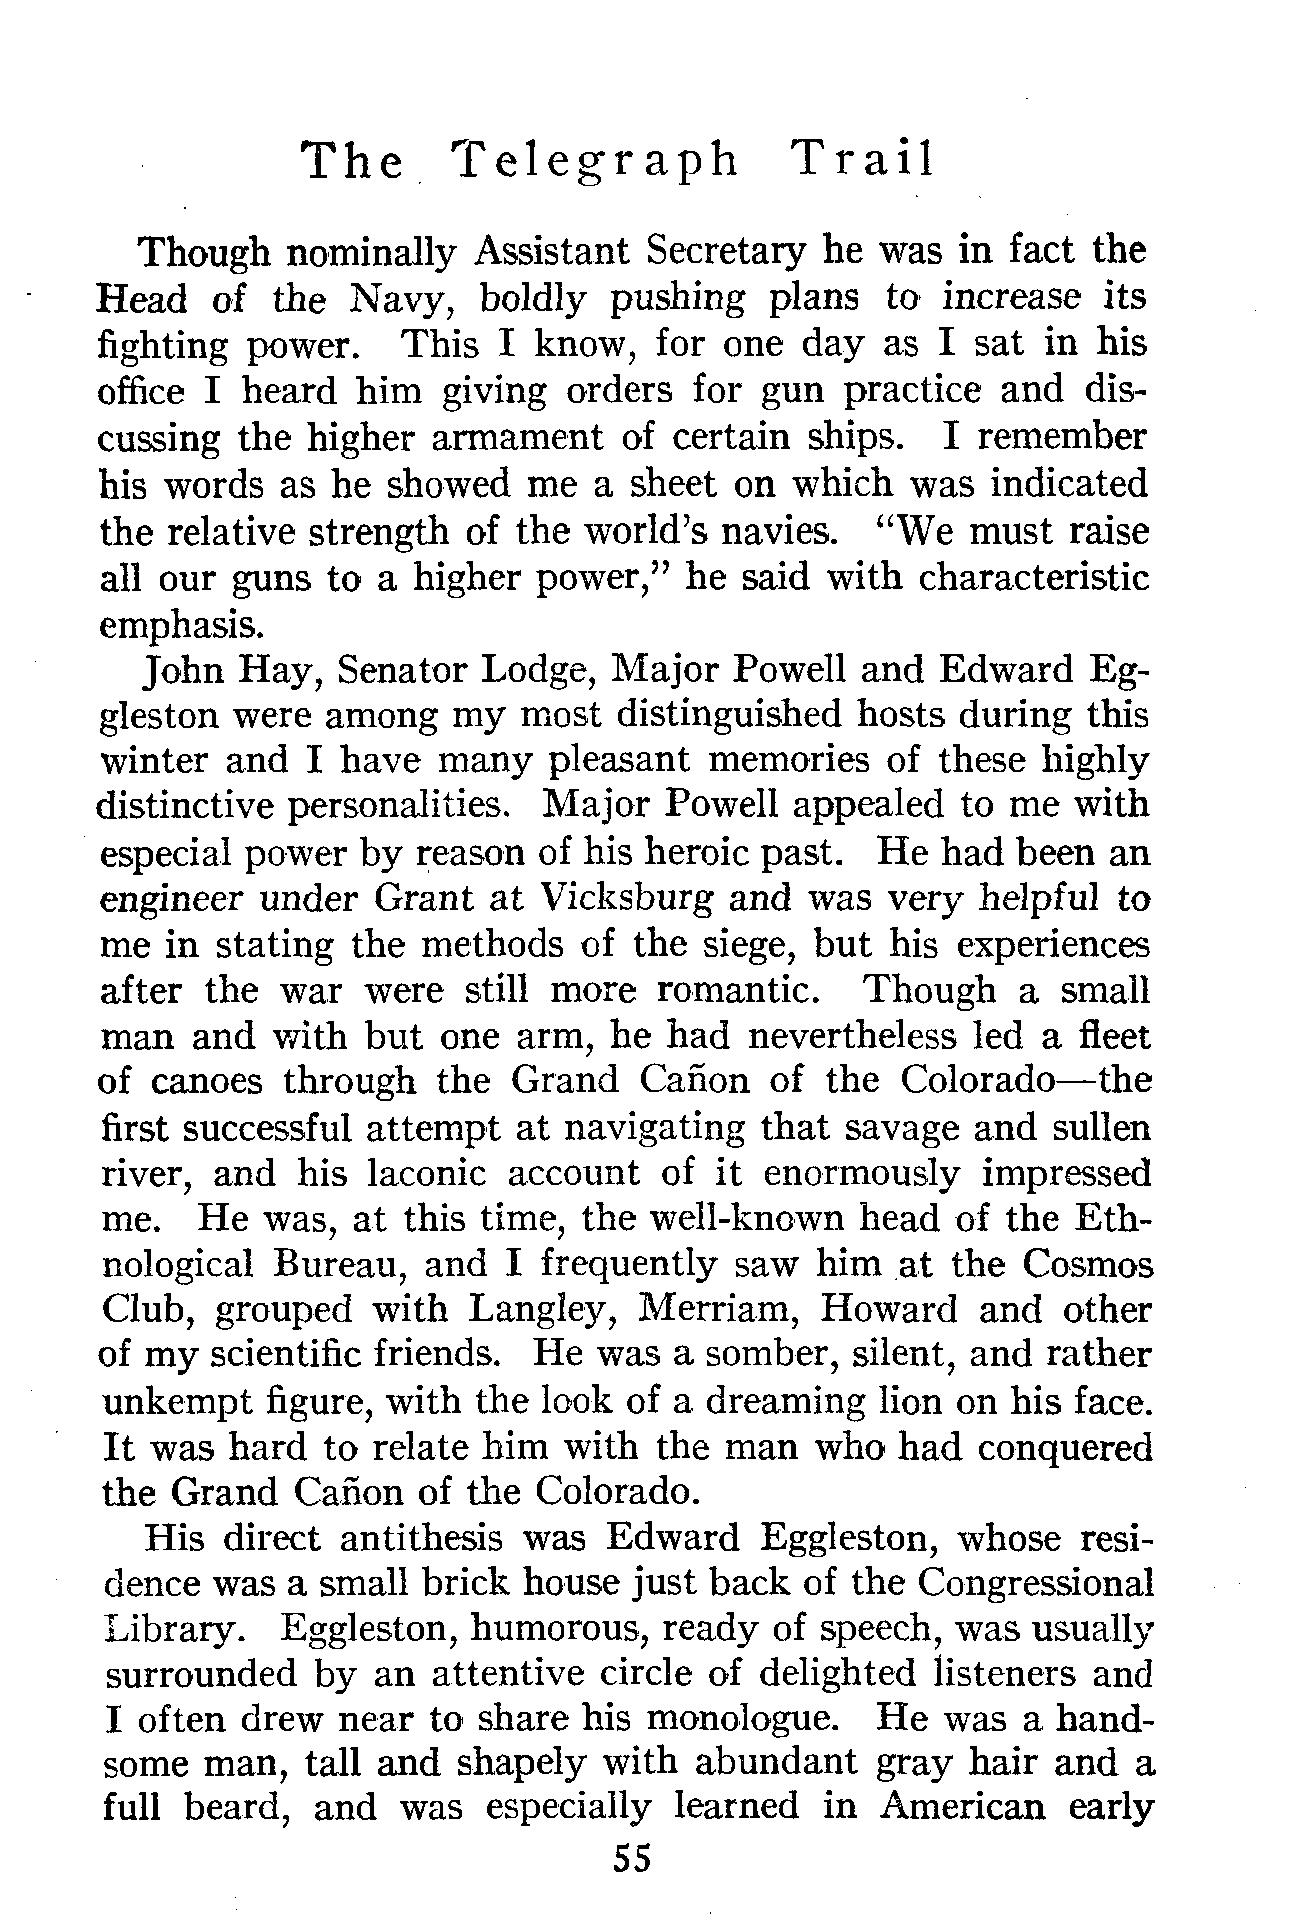 The Telegraph Trail
Though nominally Assistant Secretary he was in fact the
Head of the Navy, boldly pushing plans to increase its
fighting power. This I know, for one day as I sat in his
office I heard him giving orders for gun practice and dis-
cussing the higher armament of certain ships. I remember
his words as he showed me a sheet on which was indicated
the relative strength of the world's navies. “We must raise
all our guns to a higher power,” he said with characteristic
emphasis.
John Hay, Senator Lodge, Major Powell and Edward Eg-
gleston were among my most distinguished hosts during this
winter and I have many pleasant memories of these highly
distinctive personalities. Major Powell appealed to me with
especial power by reason of his heroic past. He had been an
engineer under Grant at Vicksburg and was very helpful to
me in stating the methods of the siege, but his experiences
after the war were still more romantic. Though a small
man and with but one arm, he had nevertheless led a fleet
of canoes through the Grand Cañon of the Colorado—the
first successful attempt at navigating that savage and sullen
river, and his laconic account of it enormously impressed
me. He was, at this time, the well-known head of the Eth-
nological Bureau, and I frequently saw him at the Cosmos
Club, grouped with Langley, Merriam, Howard and other
of my scientific friends. He was a somber, silent, and rather
unkempt figure, with the look of a dreaming lion on his face.
It was hard to relate him with the man who had conquered
the Grand Cañon of the Colorado.
His direct antithesis was Edward Eggleston, whose resi-
dence was a small brick house just back of the Congressional
Library. Eggleston, humorous, ready of speech, was usually
surrounded by an attentive circle of delighted listeners and
I often drew near to share his monologue. He was a hand-
some man, tall and shapely with abundant gray hair and a
full beard, and was especially learned in American early
55